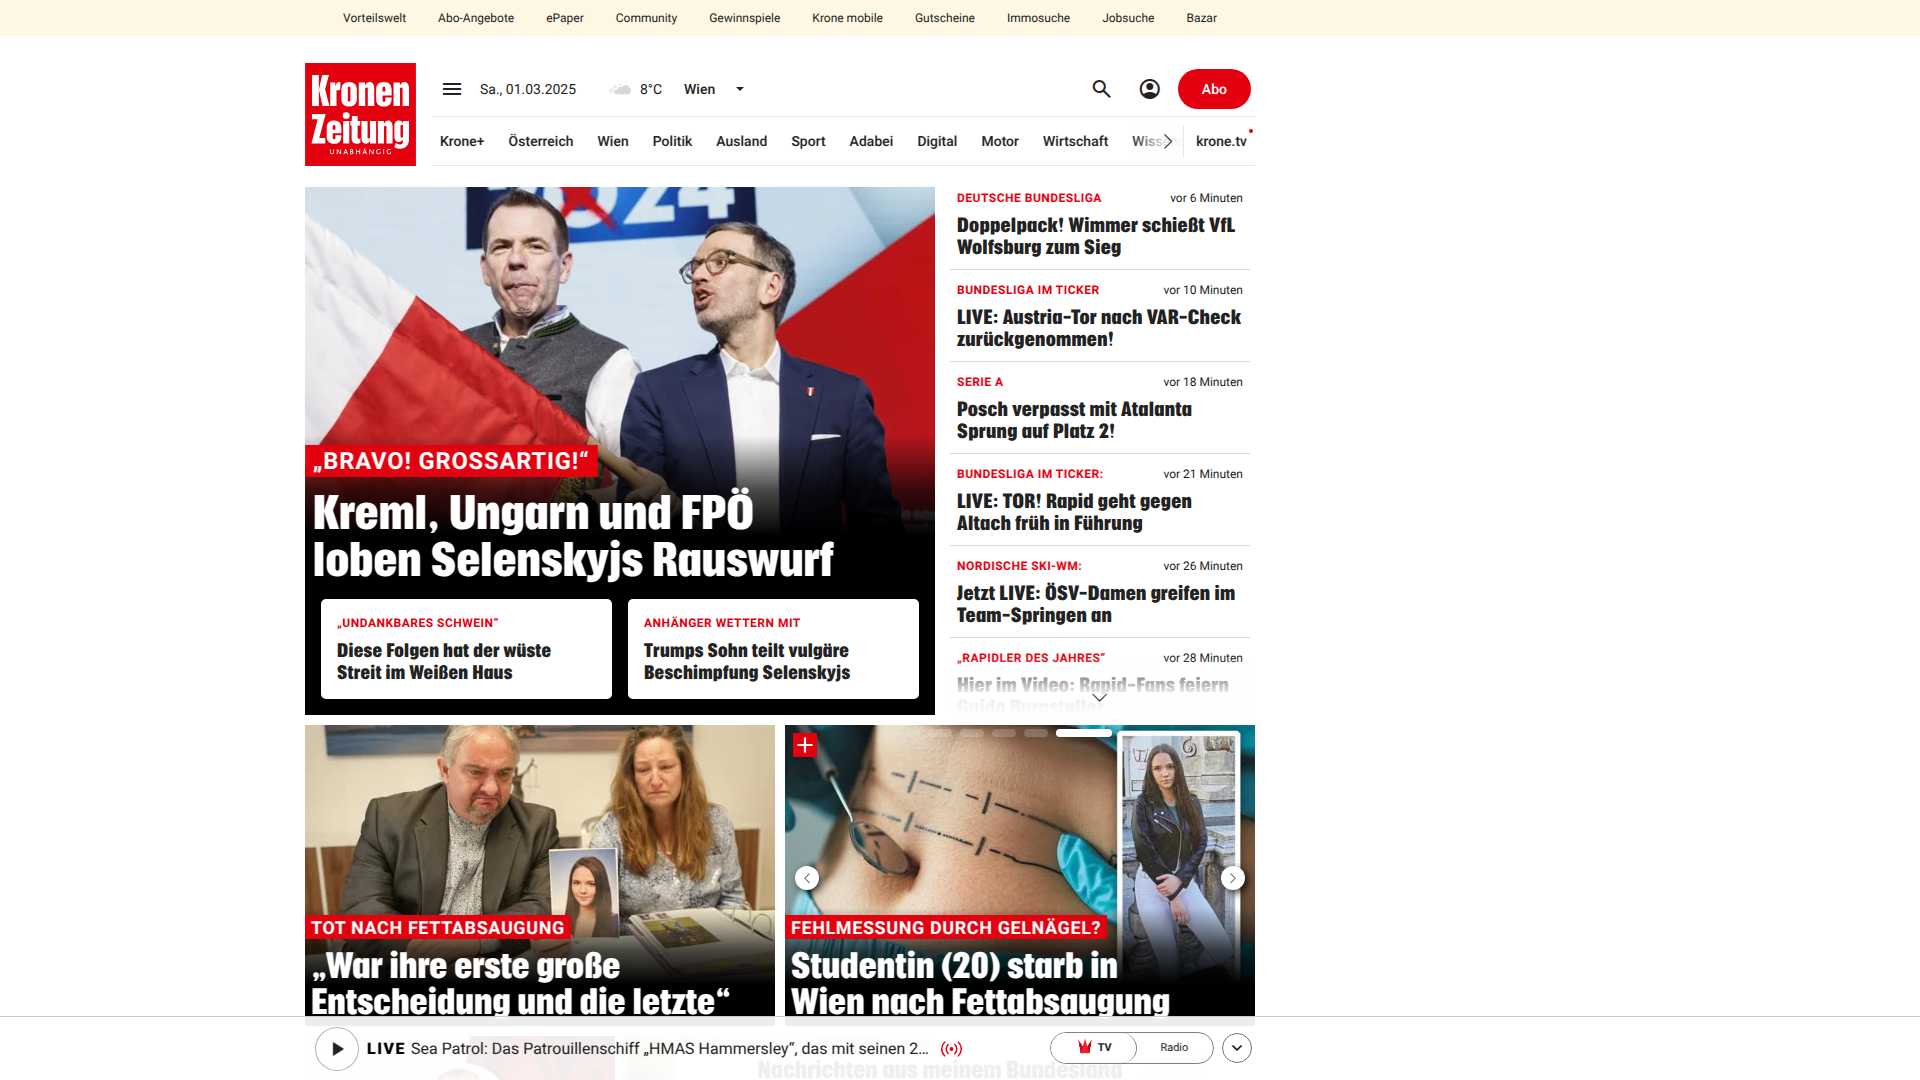 Vorteilswelt Abo-Angebote ePaper Community Gewinnspiele Krone mobile Gutscheine Immosuche Jobsuche Bazar
Kronen
Zeitung
UNABHÄNGIG
Sa., 01.03.2025 8°C Wien
Abo
Krone+ Österreich Wien Politik Ausland Sport Adabei Digital Motor Wirtschaft krone.tv
„BRAVO! GROSSARTIG!“
Kreml, Ungarn und FPÖ
loben Selenskyjs Rauswurf
„UNDANKBARES SCHWEIN“
Diese Folgen hat der wüste
Streit im Weißen Haus
ANHÄNGER WETTERN MIT
Trumps Sohn teilt vulgäre
Beschimpfung Selenskyjs
DEUTSCHE BUNDESLIGA vor 6 Minuten
Doppelpack! Wimmer schießt VfL
Wolfsburg zum Sieg
BUNDESLIGA IM TICKER vor 10 Minuten
LIVE: Austria-Tor nach VAR-Check
zurückgenommen!
SERIE A vor 18 Minuten
Posch verpasst mit Atalanta
Sprung auf Platz 2!
BUNDESLIGA IM TICKER: vor 21 Minuten
LIVE: TOR! Rapid geht gegen
Altach früh in Führung
NORDISCHE SKI-WM: vor 26 Minuten
Jetzt LIVE: ÖSV-Damen greifen im
Team-Springen an
„RAPIDLER DES JAHRES“ vor 28 Minuten
Hier im Video: Rapid-Fans feiern
Guido Burgstaller
TOT NACH FETTABSAUGUNG
„War ihre erste große
Entscheidung und die letzte“
FEHLMESSUNG DURCH GELNÄGEL?
Studentin (20) starb in
Wien nach Fettabsaugung
LIVE Sea Patrol: Das Patrouillenschiff „HMAS Hammersley“, das mit seinen 2...
TV Radio
Nachrichten aus meinem Bundesland